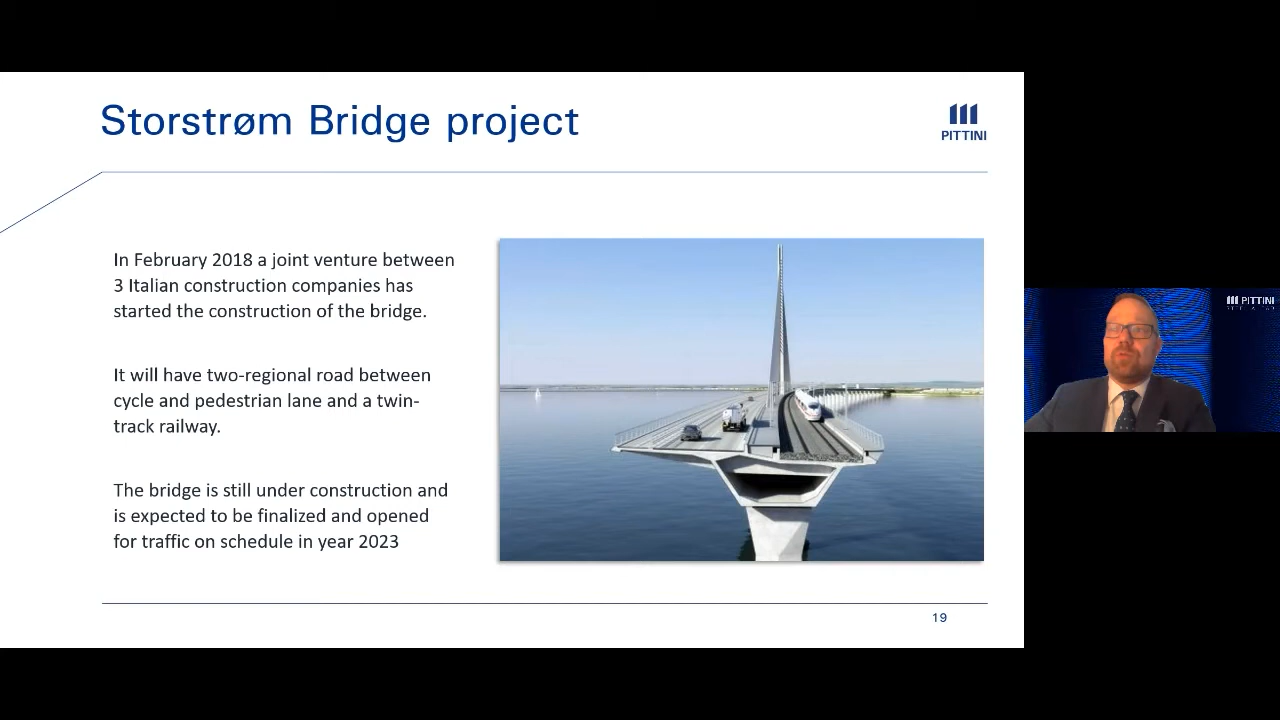 Storstrøm Bridge project
PITTINI
In February 2018 a joint venture between
3 Italian construction companies has
started the construction of the bridge.
It will have two-regional road between
cycle and pedestrian lane and a twin-
track railway.
The bridge is still under construction and
is expected to be finalized and opened
for traffic on schedule in year 2023
19
PITTINI